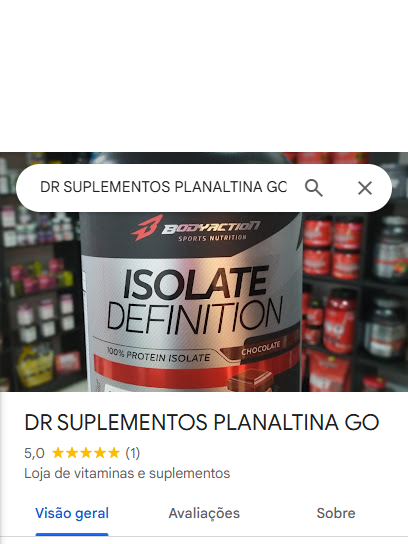 DR SUPLEMENTOS PLANALTINA GO
BODYACTION
SPORTS NUTRITION
ISOLATE
DEFINITION
100% PROTEIN ISOLATE
CHOCOLATE
DR SUPLEMENTOS PLANALTINA GO
5,0 ★★★★★ (1)
Loja de vitaminas e suplementos
Visão geral Avaliações Sobre